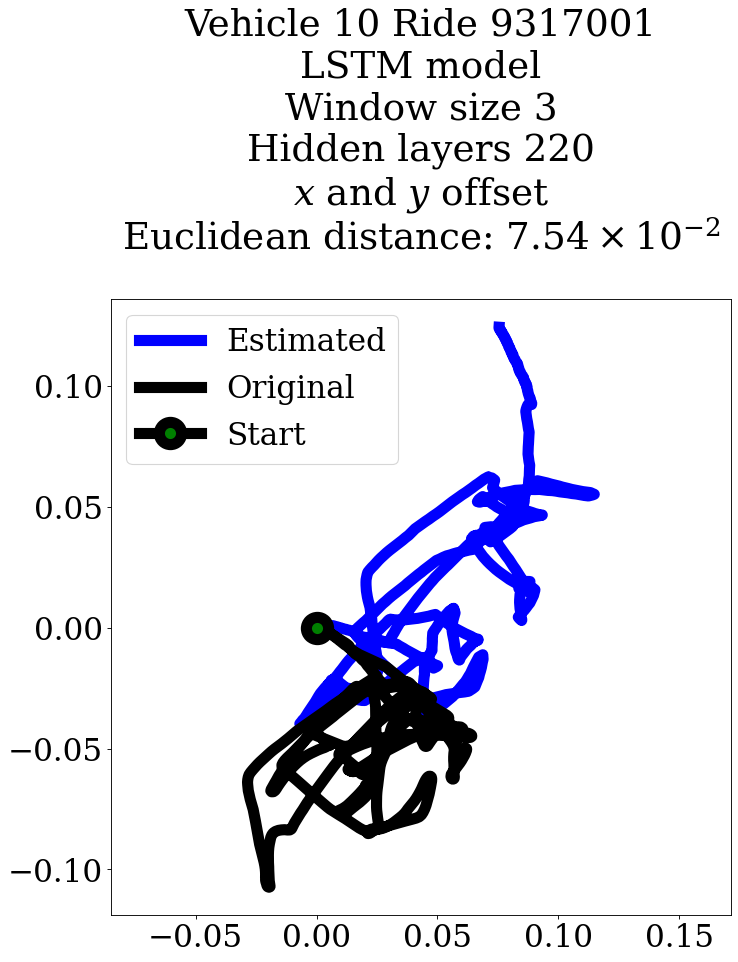 Vehicle 10 Ride 9317001
LSTM model
Window size 3
Hidden layers 220
x and y offset
Euclidean distance: 7.54 × 10⁻²
Estimated
Original
Start
0.10
0.05
0.00
−0.05
−0.10
−0.05 0.00 0.05 0.10 0.15